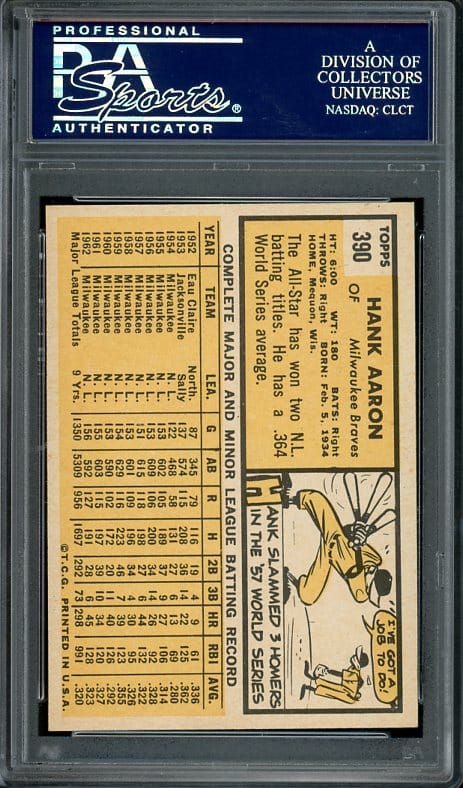 PROFESSIONAL
PSA
Sports®
AUTHENTICATOR
A
DIVISION OF
COLLECTORS
UNIVERSE
NASDAQ: CLCT
TOPPS
390
HANK AARON
OF Milwaukee Braves
HT: 6:00 WT: 180 BATS: Right
THROWS: Right BORN: Feb. 5, 1934
HOME: Mequon, Wis.
The All-Star has won two N.L.
batting titles. He has a .364
World Series average.
I'VE GOT A
JOB TO DO!
HANK SLAMMED 3 HOMERS
IN THE '57 WORLD SERIES
COMPLETE MAJOR AND MINOR LEAGUE BATTING RECORD
YEAR TEAM LEA. G AB R H 2B 3B HR RBI AVG.
1952 Eau Claire North. 87 345 79 116 19 4 9 61 .336
1953 Jacksonville Sally 137 574 115 208 36 14 22 125 .362
1954 Milwaukee N. L. 122 468 58 131 27 6 13 69 .280
1955 Milwaukee N. L. 153 602 105 189 37 9 27 106 .314
1956 Milwaukee N. L. 153 609 106 200 34 14 26 92 .328
1957 Milwaukee N. L. 151 615 118 198 27 6 44 132 .322
1958 Milwaukee N. L. 153 601 109 196 34 4 30 95 .326
1959 Milwaukee N. L. 154 629 116 223 46 7 39 123 .355
1960 Milwaukee N. L. 153 590 102 172 20 11 40 126 .292
1961 Milwaukee N. L. 155 603 115 197 39 10 34 120 .327
1962 Milwaukee N. L. 156 592 127 191 28 6 45 128 .323
Major League Totals 9 Yrs. 1350 5309 956 1697 292 73 298 991 .320
©T.C.G. PRINTED IN U.S.A.